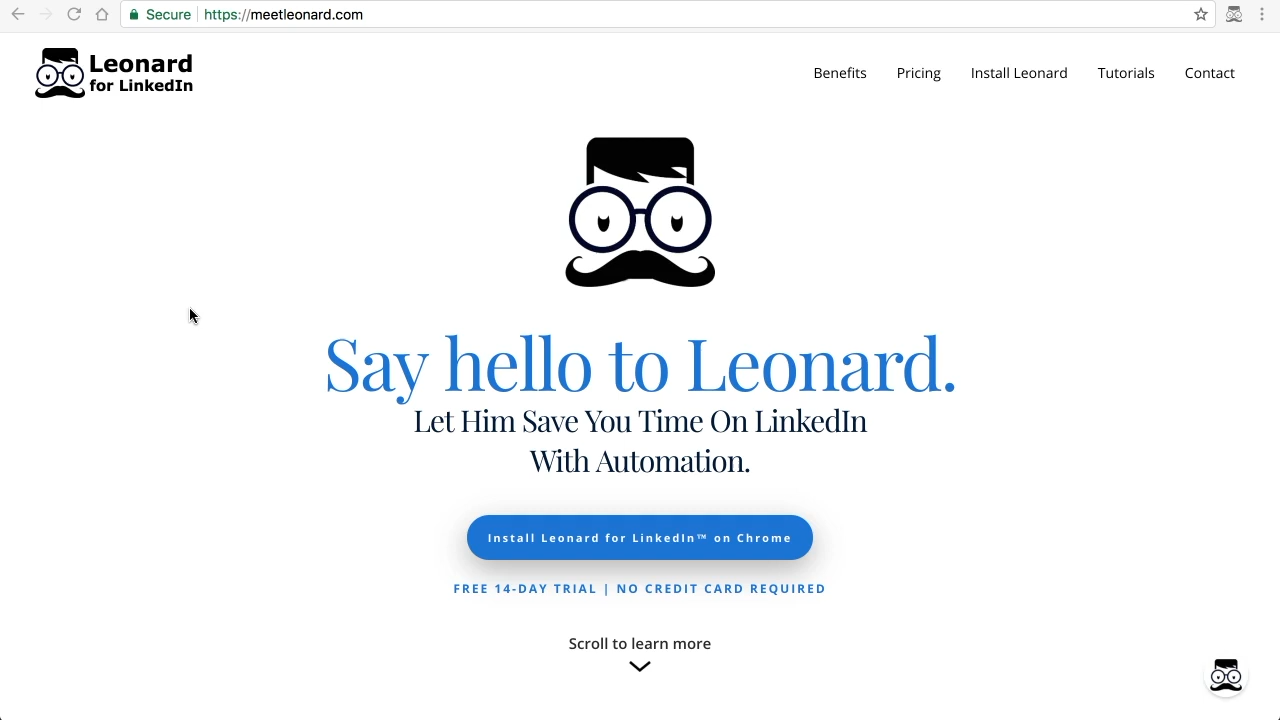 Secure https://meetleonard.com
Leonard
for LinkedIn
Benefits Pricing Install Leonard Tutorials Contact
Say hello to Leonard.
Let Him Save You Time On LinkedIn
With Automation.
Install Leonard for LinkedIn™ on Chrome
FREE 14-DAY TRIAL | NO CREDIT CARD REQUIRED
Scroll to learn more